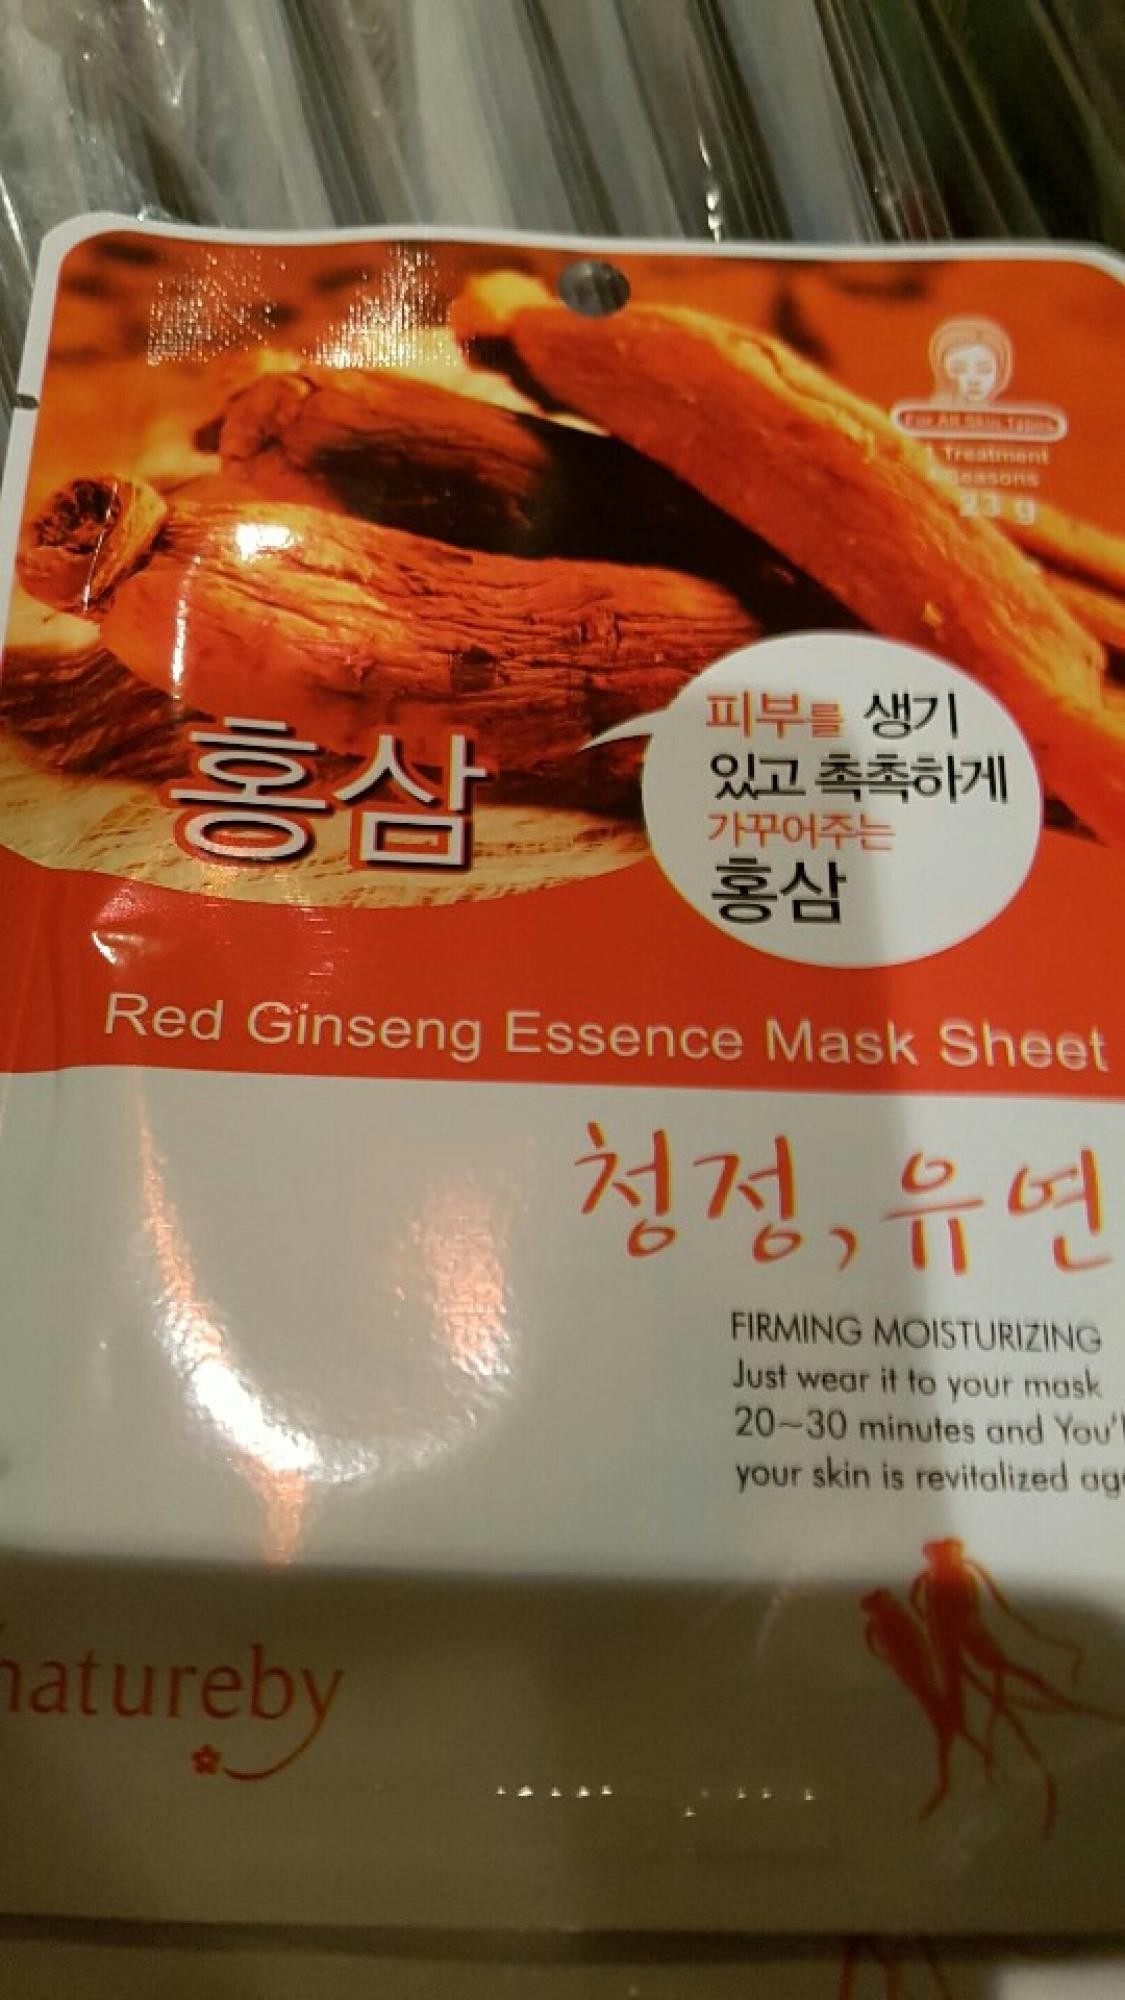 For All Skin Types
Treatment
Seasons
23 g
피부를 생기
있고 촉촉하게
가꾸어주는
홍삼
홍삼
Red Ginseng Essence Mask Sheet
청정, 유연
FIRMING MOISTURIZING
Just wear it to your mask
20~30 minutes and You'l
your skin is revitalized
natureby